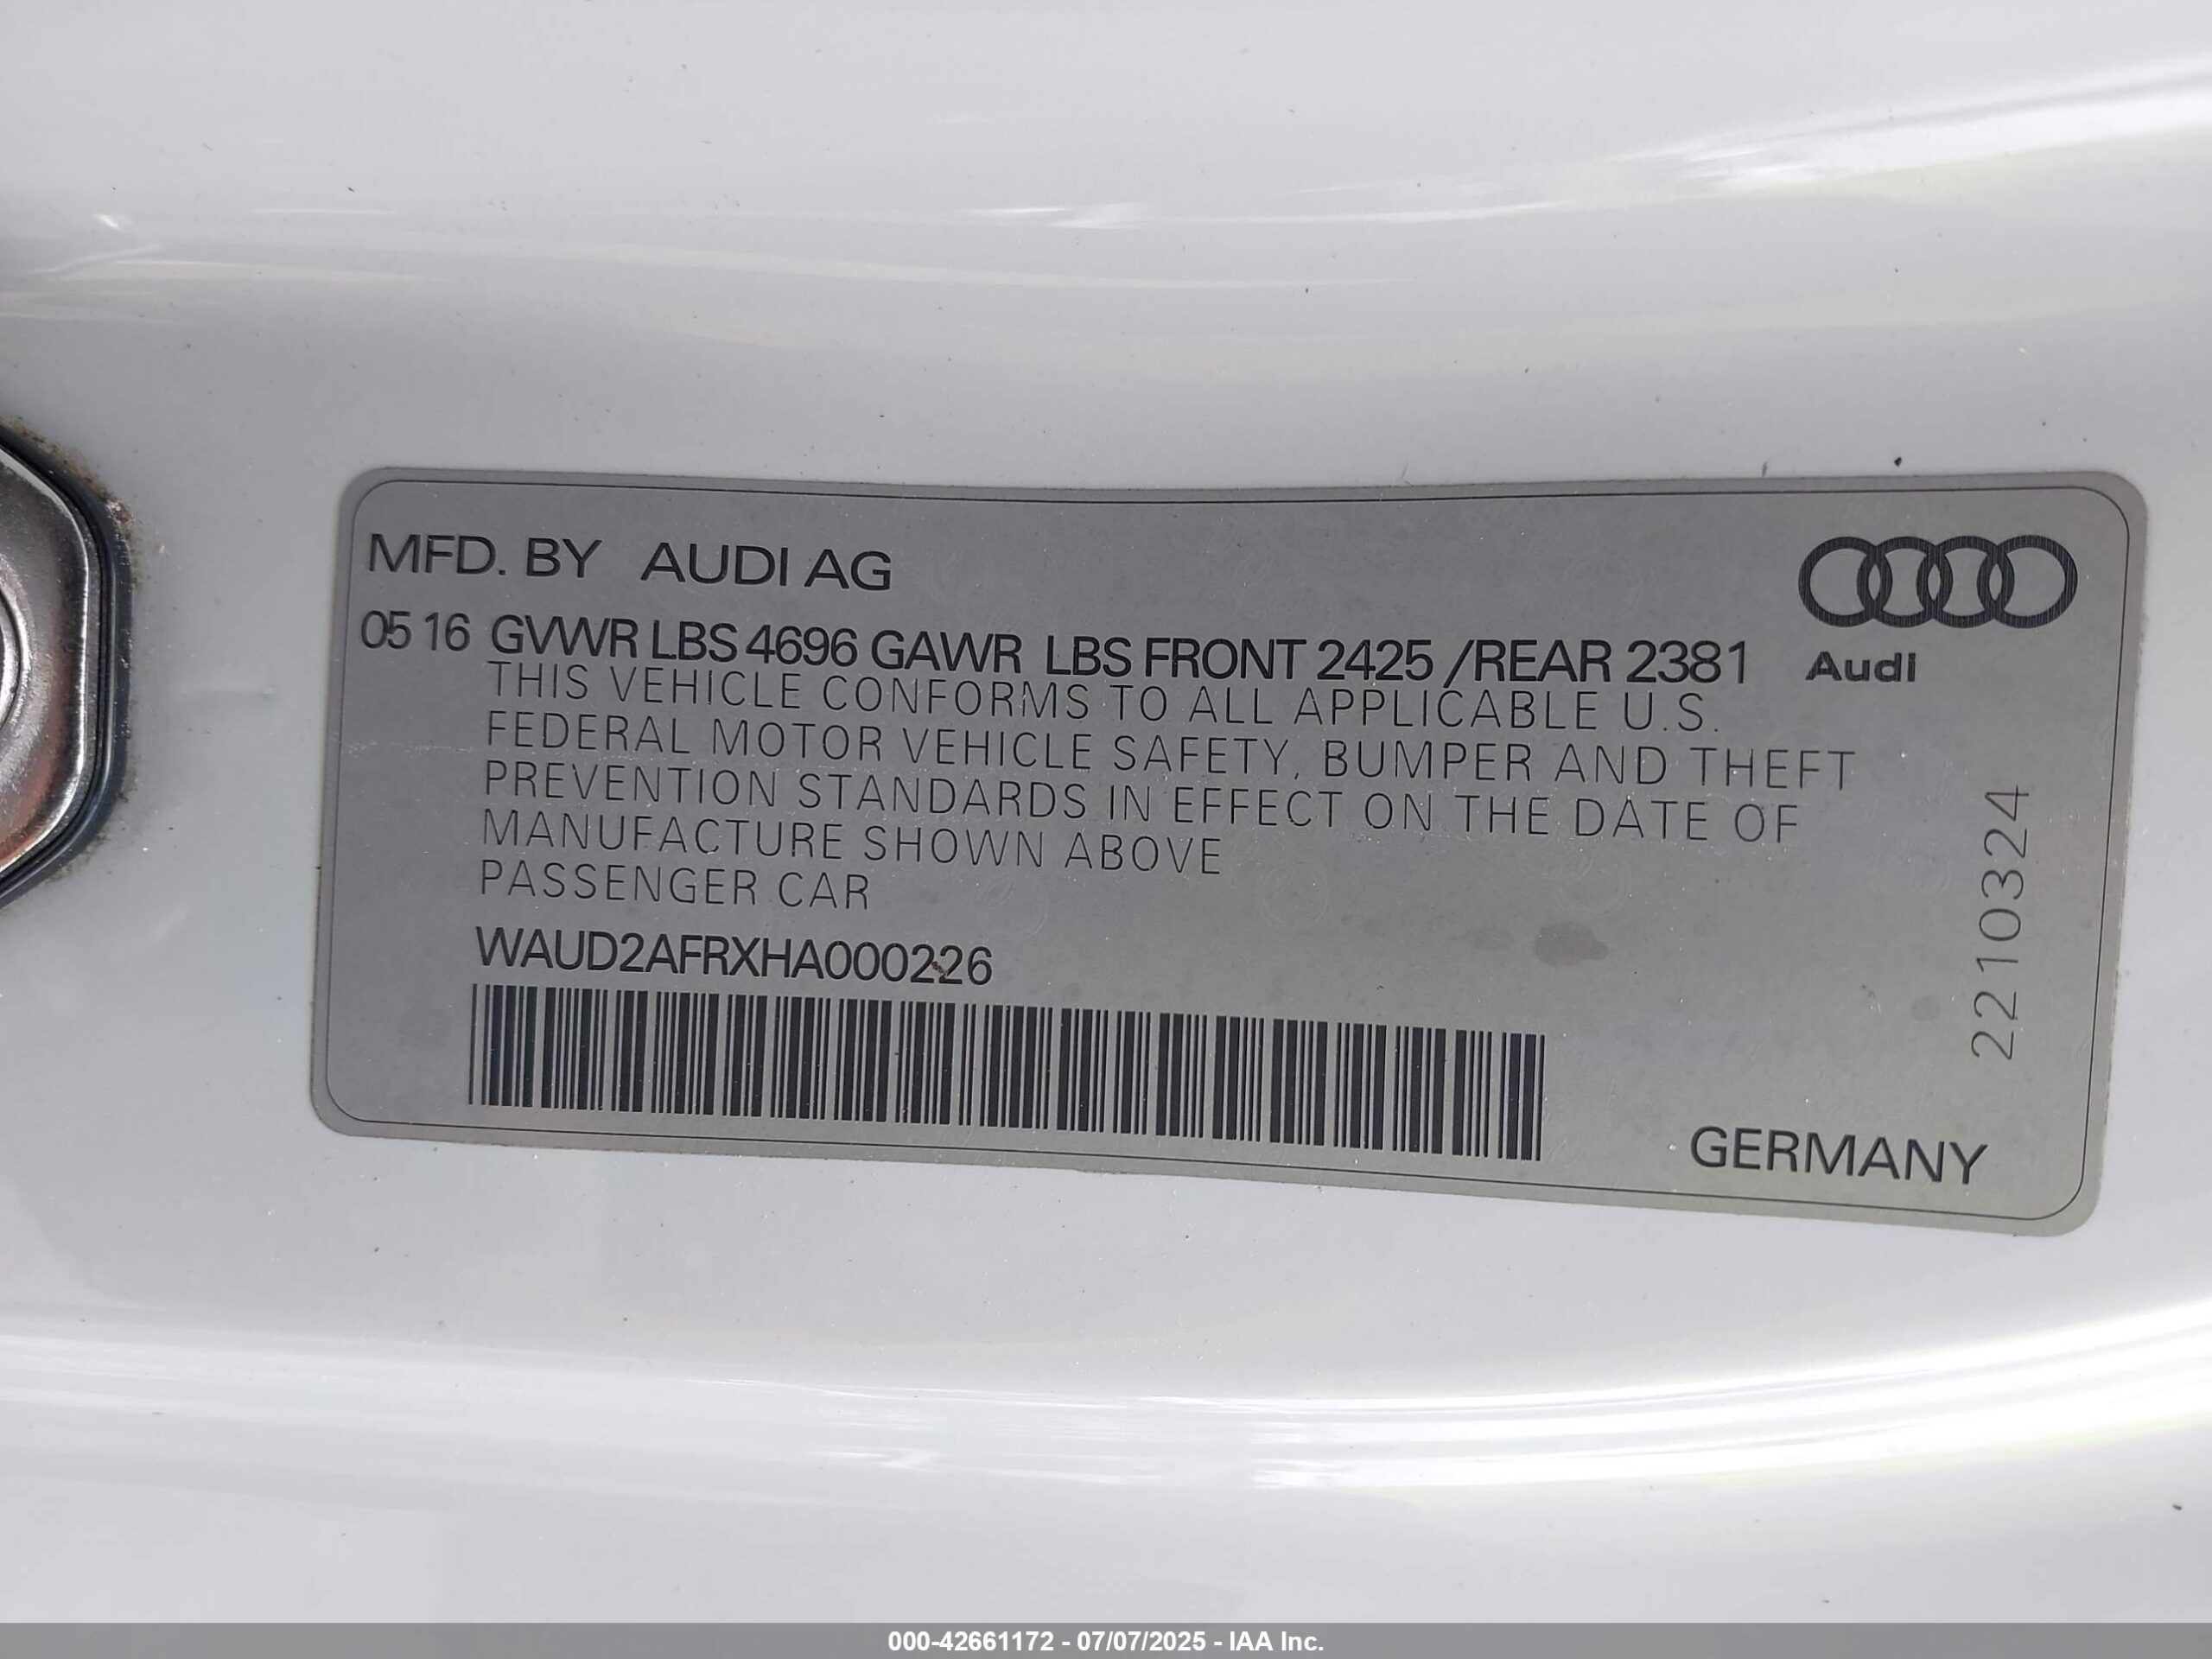 MFD. BY AUDI AG
05 16 GVWR LBS 4696 GAWR LBS FRONT 2425 /REAR 2381
Audi
THIS VEHICLE CONFORMS TO ALL APPLICABLE U.S.
FEDERAL MOTOR VEHICLE SAFETY, BUMPER AND THEFT
PREVENTION STANDARDS IN EFFECT ON THE DATE OF
MANUFACTURE SHOWN ABOVE
PASSENGER CAR
WAUD2AFRXHA000226
2210324
GERMANY
000-42661172 - 07/07/2025 - IAA Inc.